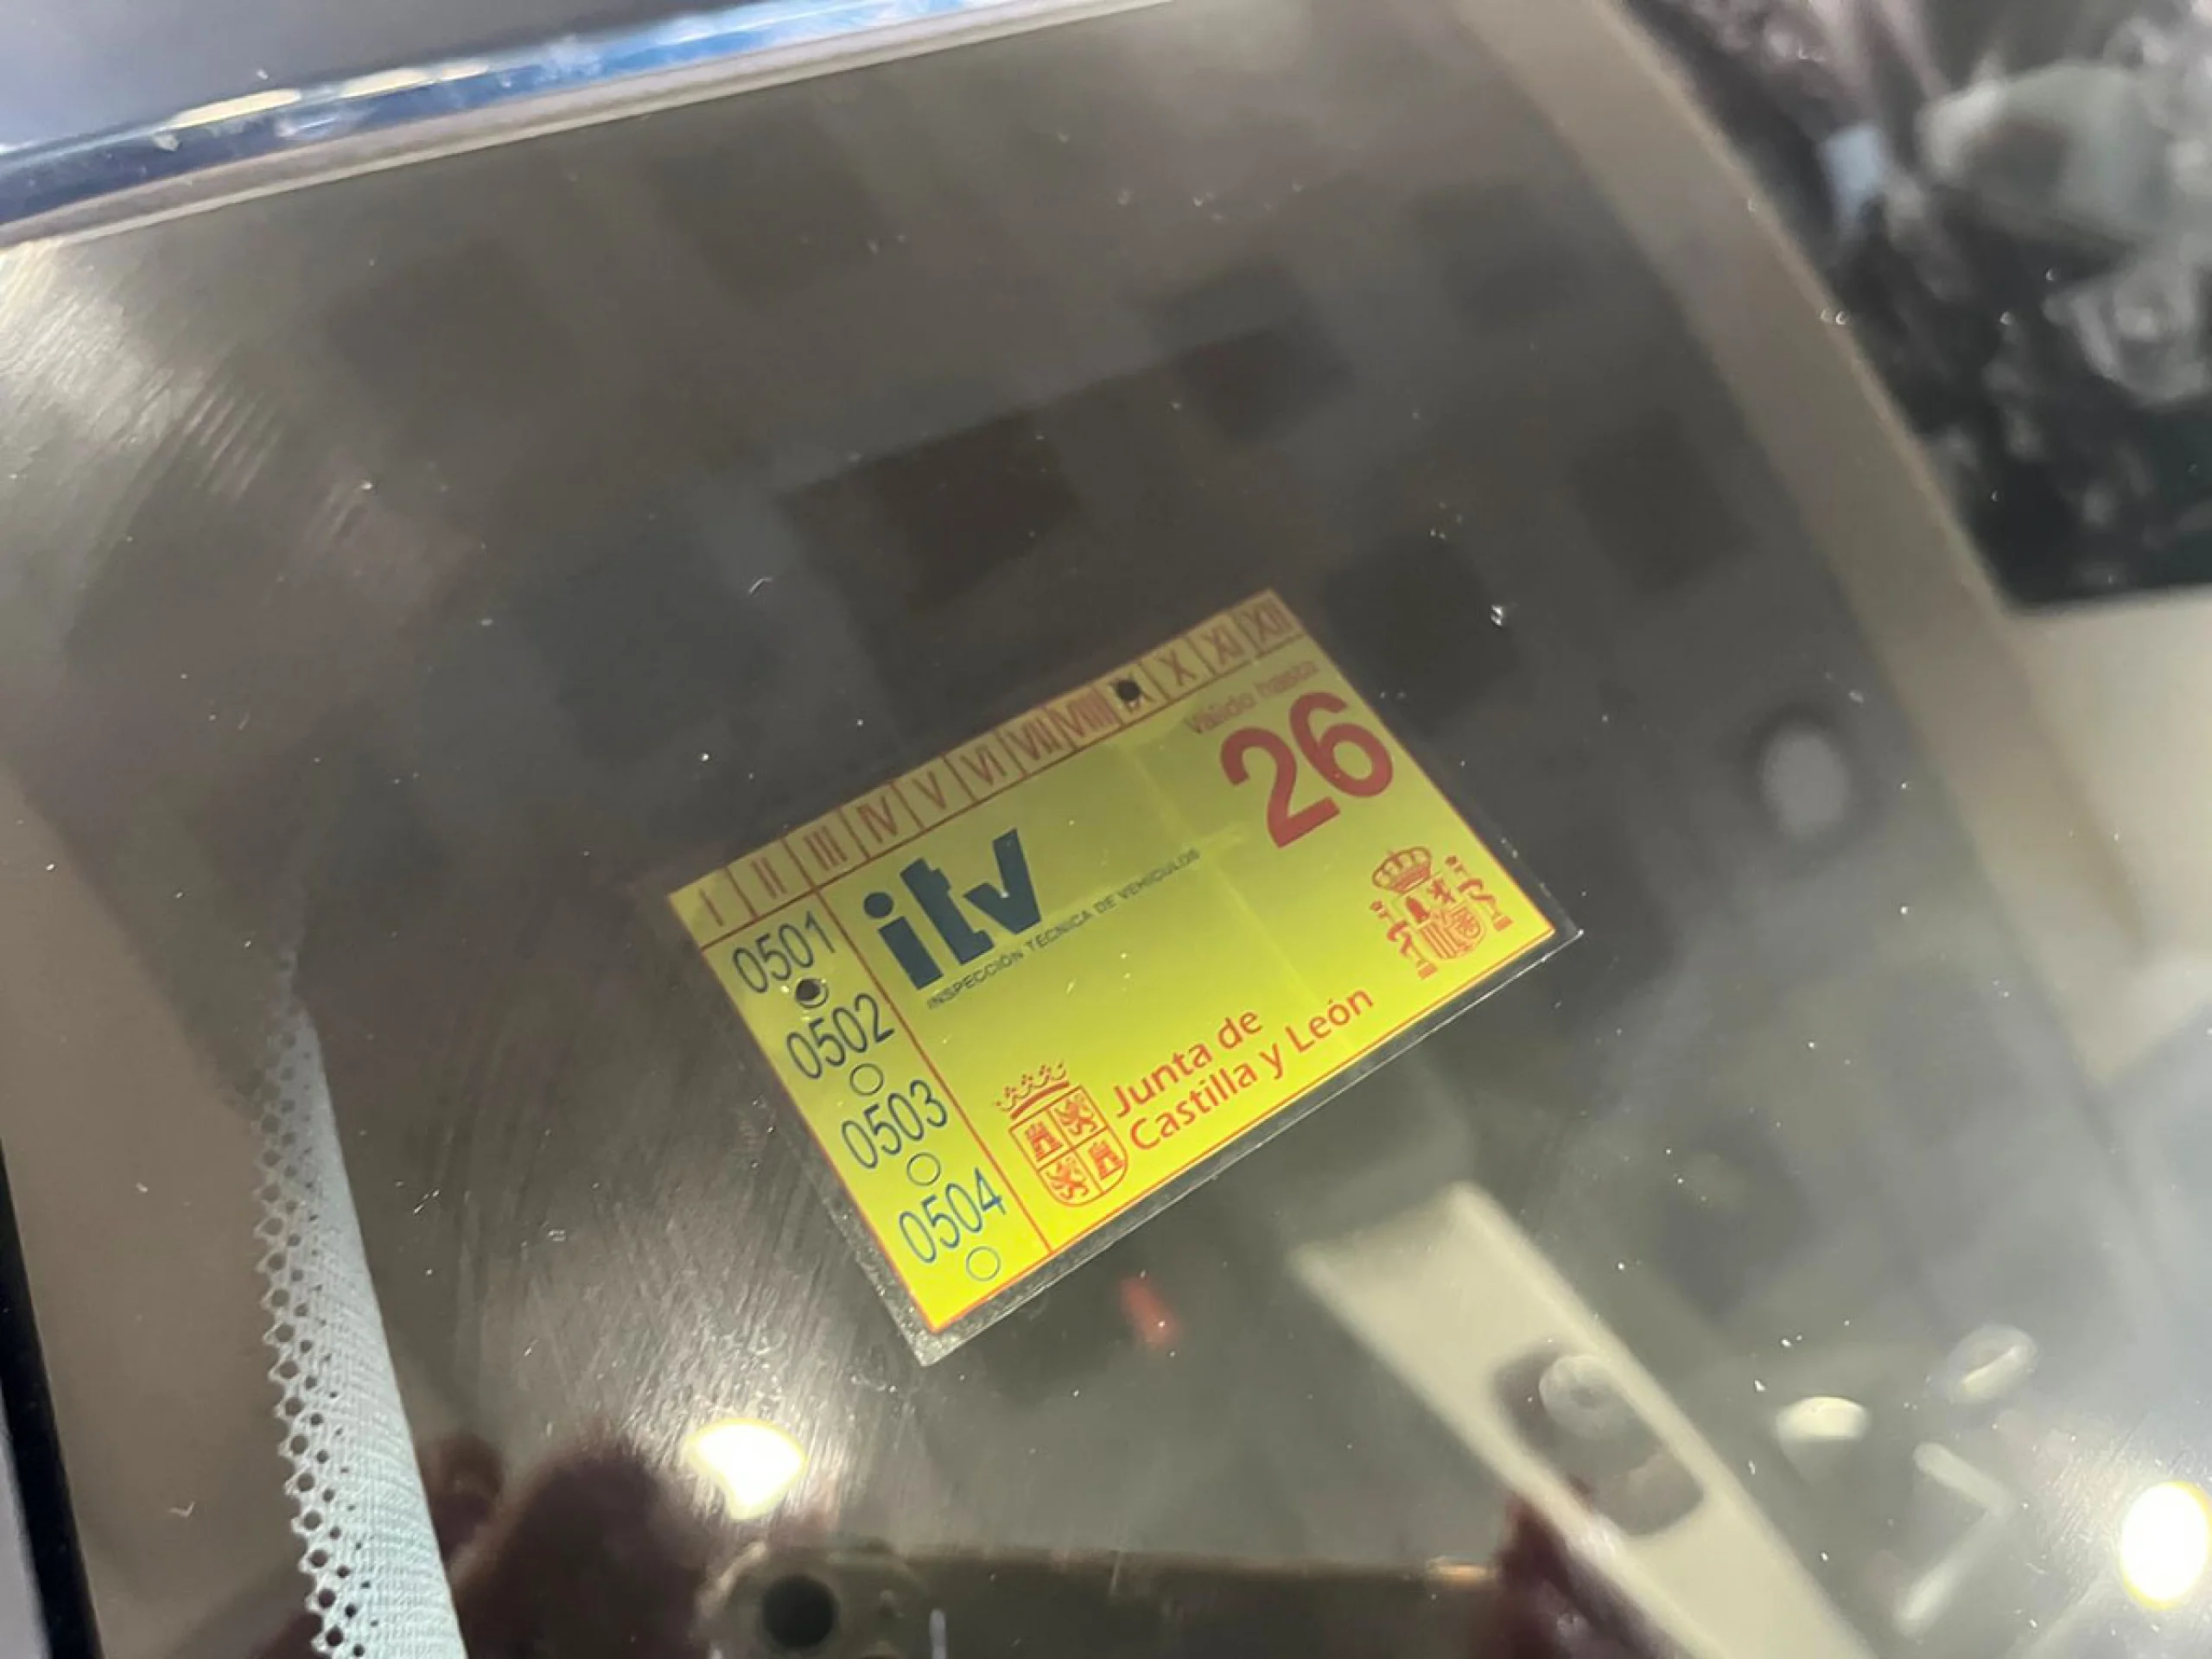 I II III IV V VI VII VIII IX X XI XII
Válido hasta
26
itv
INSPECCIÓN TÉCNICA DE VEHÍCULOS
0501
0502
0503
0504
Junta de
Castilla y León